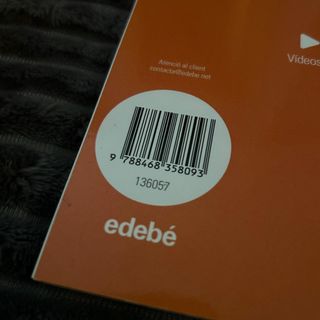 Vídeos
Atenció al client
contacte@edebe.net
9 788468 358093
136057
edebé